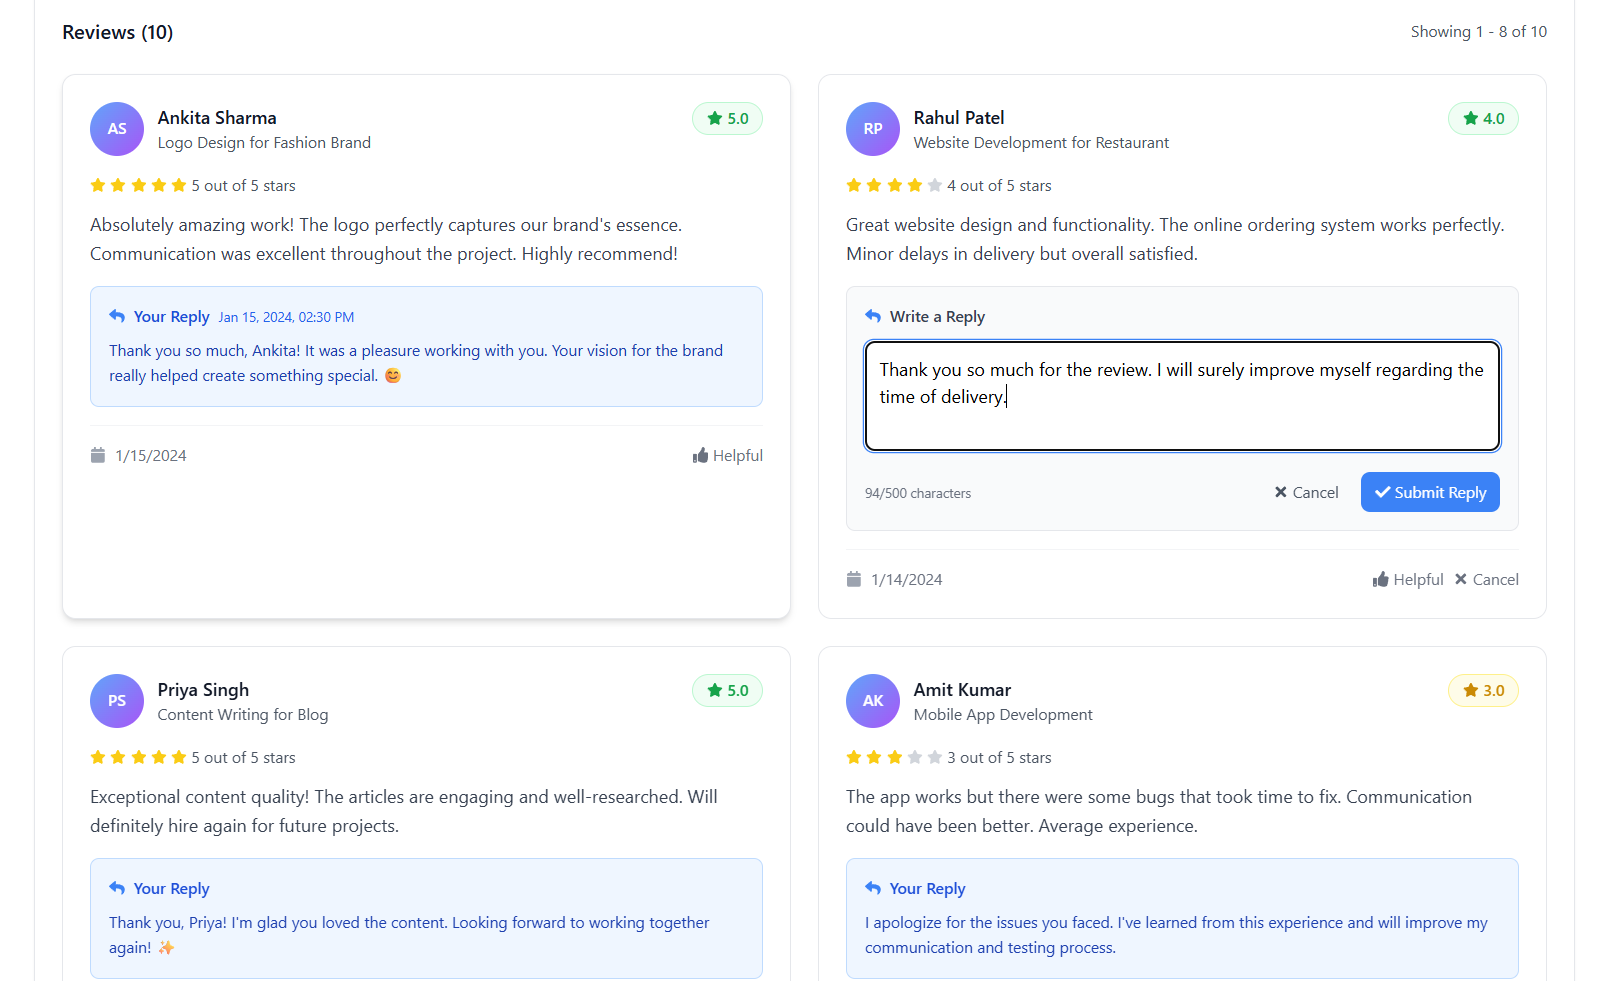 Reviews (10)
Showing 1 - 8 of 10
AS
Ankita Sharma
5.0
Logo Design for Fashion Brand
5 out of 5 stars
Absolutely amazing work! The logo perfectly captures our brand's essence.
Communication was excellent throughout the project. Highly recommend!
Your Reply Jan 15, 2024, 02:30 PM
Thank you so much, Ankita! It was a pleasure working with you. Your vision for the brand
really helped create something special. 😊
1/15/2024
Helpful
RP
Rahul Patel
4.0
Website Development for Restaurant
4 out of 5 stars
Great website design and functionality. The online ordering system works perfectly.
Minor delays in delivery but overall satisfied.
Write a Reply
Thank you so much for the review. I will surely improve myself regarding the
time of delivery.
94/500 characters
Cancel
Submit Reply
1/14/2024
Helpful
Cancel
PS
Priya Singh
5.0
Content Writing for Blog
5 out of 5 stars
Exceptional content quality! The articles are engaging and well-researched. Will
definitely hire again for future projects.
Your Reply
Thank you, Priya! I'm glad you loved the content. Looking forward to working together
again! ✨
AK
Amit Kumar
3.0
Mobile App Development
3 out of 5 stars
The app works but there were some bugs that took time to fix. Communication
could have been better. Average experience.
Your Reply
I apologize for the issues you faced. I've learned from this experience and will improve my
communication and testing process.